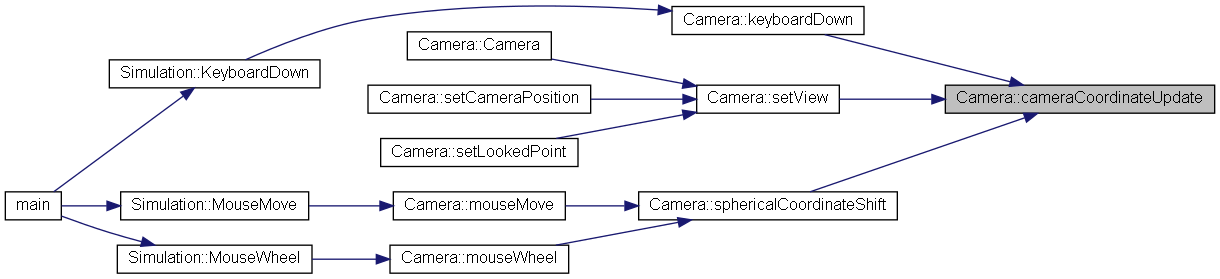 Camera::keyboardDown
Camera::Camera
Simulation::KeyboardDown
Camera::setCameraPosition
Camera::setView
Camera::cameraCoordinateUpdate
Camera::setLookedPoint
main
Simulation::MouseMove
Camera::mouseMove
Camera::sphericalCoordinateShift
Simulation::MouseWheel
Camera::mouseWheel